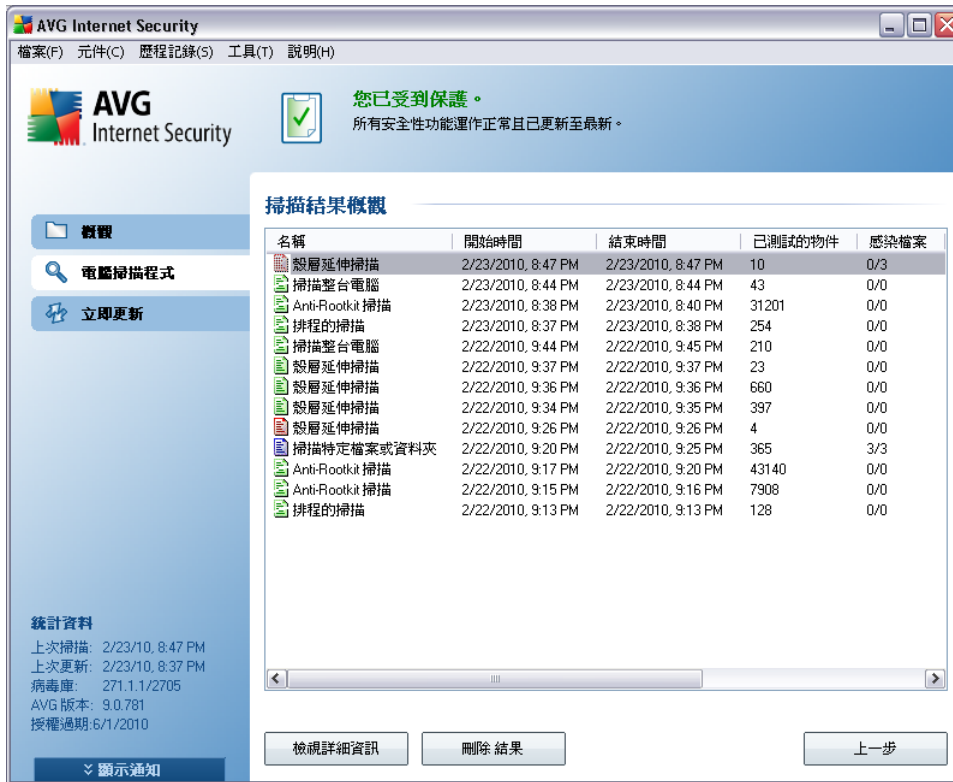 AVG Internet Security
檔案(F) 元件(C) 歷程記錄(S) 工具(T) 說明(H)
AVG
Internet Security
您已受到保護。
所有安全性功能運作正常且已更新至最新。
概觀
電腦掃描程式
立即更新
掃描結果概觀
名稱 開始時間 結束時間 已測試的物件 感染檔案
殼層延伸掃描 2/23/2010, 8:47 PM 2/23/2010, 8:47 PM 10 0/3
掃描整台電腦 2/23/2010, 8:44 PM 2/23/2010, 8:44 PM 43 0/0
Anti-Rootkit 掃描 2/23/2010, 8:38 PM 2/23/2010, 8:40 PM 31201 0/0
排程的掃描 2/23/2010, 8:37 PM 2/23/2010, 8:38 PM 254 0/0
掃描整台電腦 2/22/2010, 9:44 PM 2/22/2010, 9:45 PM 210 0/0
殼層延伸掃描 2/22/2010, 9:37 PM 2/22/2010, 9:37 PM 23 0/0
殼層延伸掃描 2/22/2010, 9:36 PM 2/22/2010, 9:36 PM 660 0/0
殼層延伸掃描 2/22/2010, 9:34 PM 2/22/2010, 9:35 PM 397 0/0
殼層延伸掃描 2/22/2010, 9:26 PM 2/22/2010, 9:26 PM 4 0/0
掃描特定檔案或資料夾 2/22/2010, 9:20 PM 2/22/2010, 9:20 PM 365 3/3
Anti-Rootkit 掃描 2/22/2010, 9:17 PM 2/22/2010, 9:20 PM 43140 0/0
Anti-Rootkit 掃描 2/22/2010, 9:15 PM 2/22/2010, 9:16 PM 7908 0/0
排程的掃描 2/22/2010, 9:13 PM 2/22/2010, 9:13 PM 128 0/0
統計資料
上次掃描: 2/23/10, 8:47 PM
上次更新: 2/23/10, 8:37 PM
病毒庫: 271.1.1/2705
AVG 版本: 9.0.781
授權過期:6/1/2010
顯示通知
檢視詳細資訊 刪除 結果 上一步